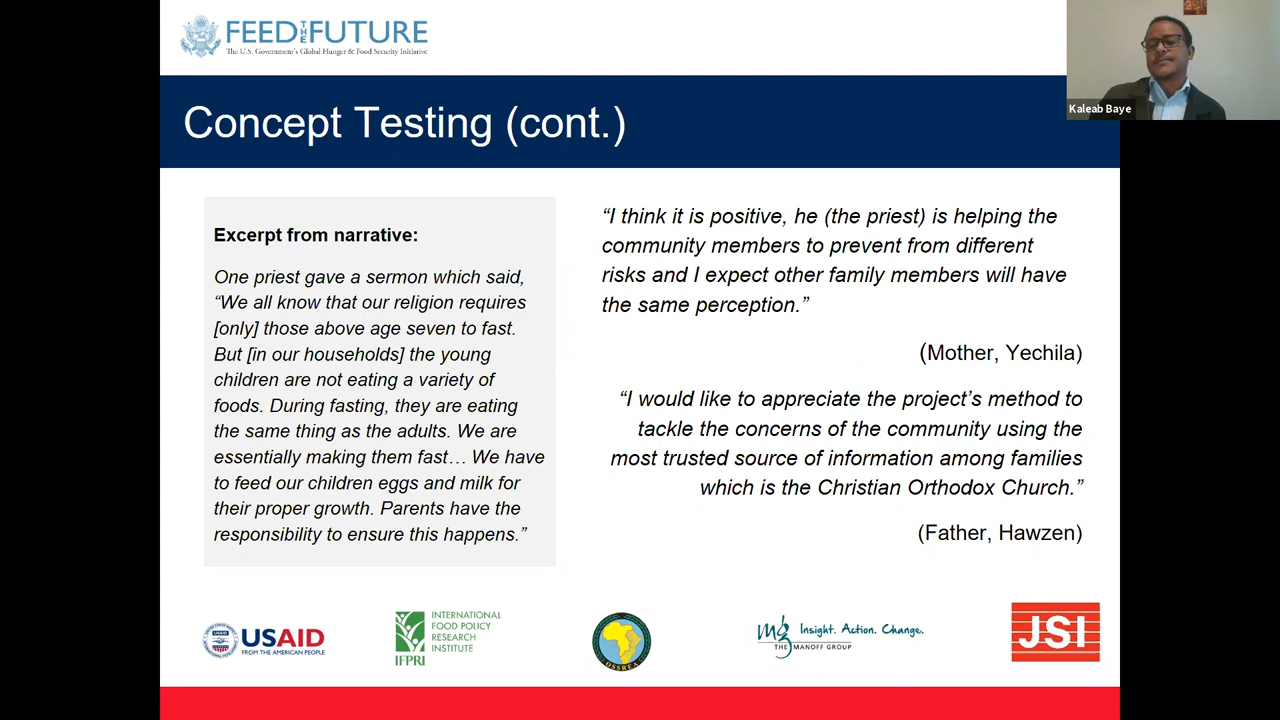 FEED THE FUTURE
The U.S. Government's Global Hunger & Food Security Initiative
Kaleab Baye
Concept Testing (cont.)
Excerpt from narrative:
One priest gave a sermon which said,
“We all know that our religion requires
[only] those above age seven to fast.
But [in our households] the young
children are not eating a variety of
foods. During fasting, they are eating
the same thing as the adults. We are
essentially making them fast… We have
to feed our children eggs and milk for
their proper growth. Parents have the
responsibility to ensure this happens.”
“I think it is positive, he (the priest) is helping the
community members to prevent from different
risks and I expect other family members will have
the same perception.”
(Mother, Yechila)
“I would like to appreciate the project’s method to
tackle the concerns of the community using the
most trusted source of information among families
which is the Christian Orthodox Church.”
(Father, Hawzen)
USAID
FROM THE AMERICAN PEOPLE
IFPRI
INTERNATIONAL
FOOD POLICY
RESEARCH
INSTITUTE
OSSREA
mg Insight. Action. Change.
THE MANOFF GROUP
JSI